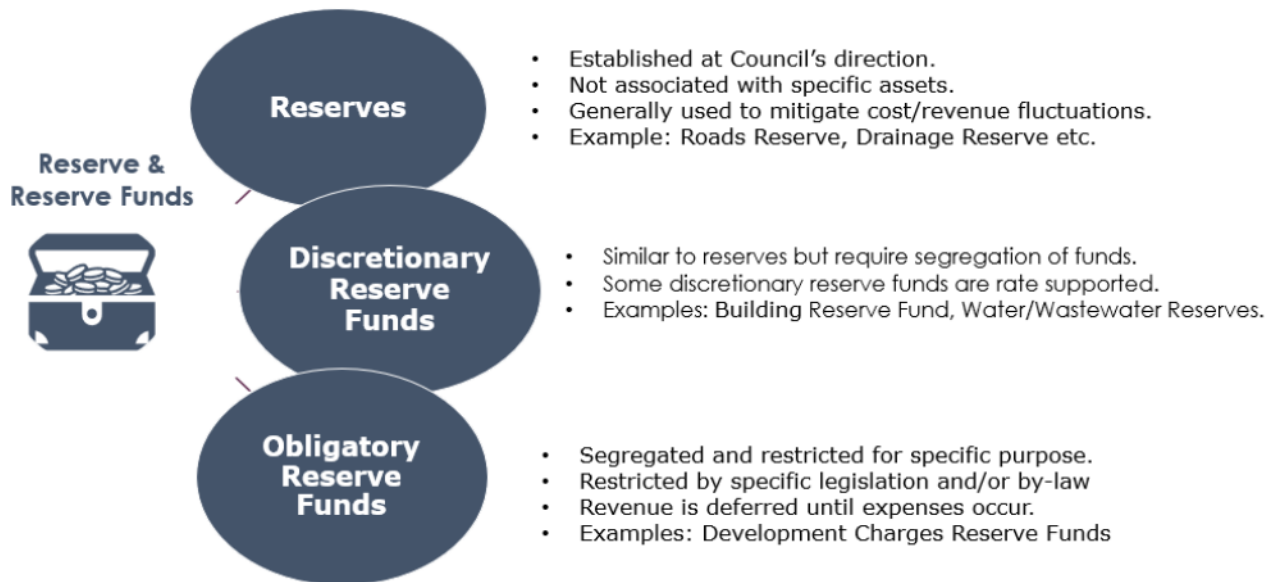 Reserve &
Reserve Funds
Reserves
• Established at Council's direction.
• Not associated with specific assets.
• Generally used to mitigate cost/revenue fluctuations.
• Example: Roads Reserve, Drainage Reserve etc.
Discretionary
Reserve
Funds
• Similar to reserves but require segregation of funds.
• Some discretionary reserve funds are rate supported.
• Examples: Building Reserve Fund, Water/Wastewater Reserves.
Obligatory
Reserve
Funds
• Segregated and restricted for specific purpose.
• Restricted by specific legislation and/or by-law
• Revenue is deferred until expenses occur.
• Examples: Development Charges Reserve Funds